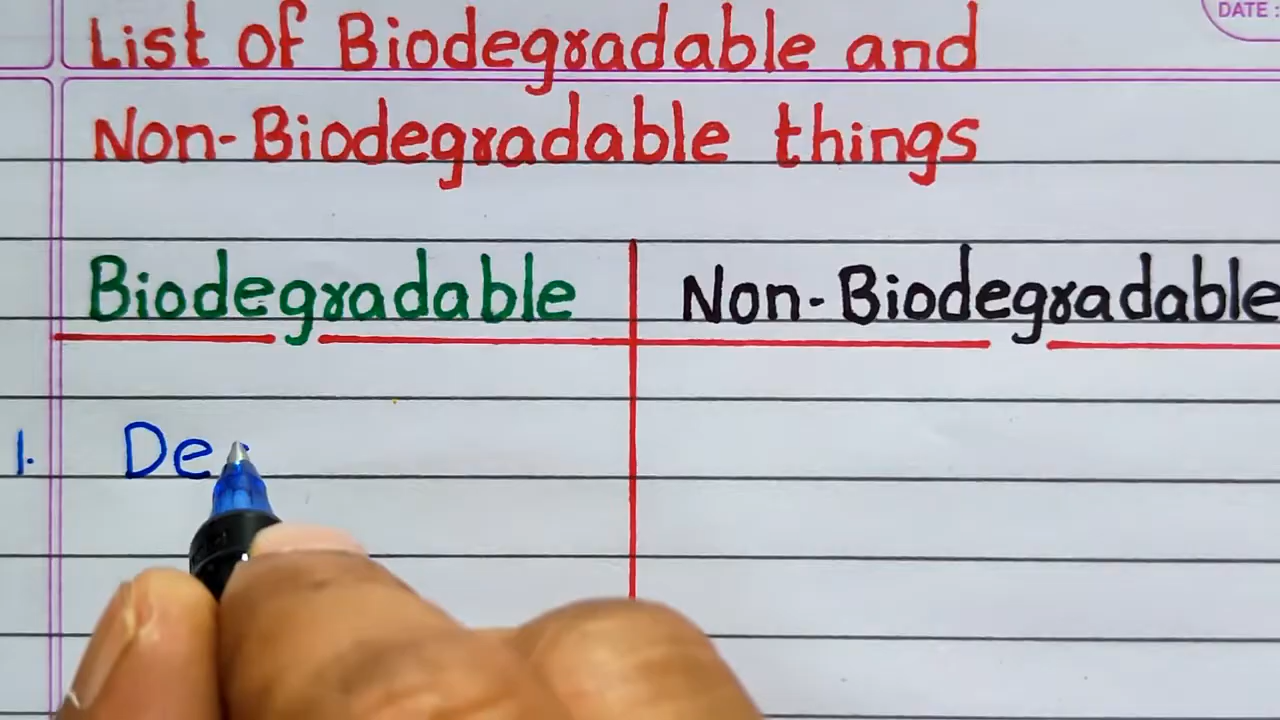 DATE :
List of Biodegradable and
Non-Biodegradable things
Biodegradable Non-Biodegradable
1. De